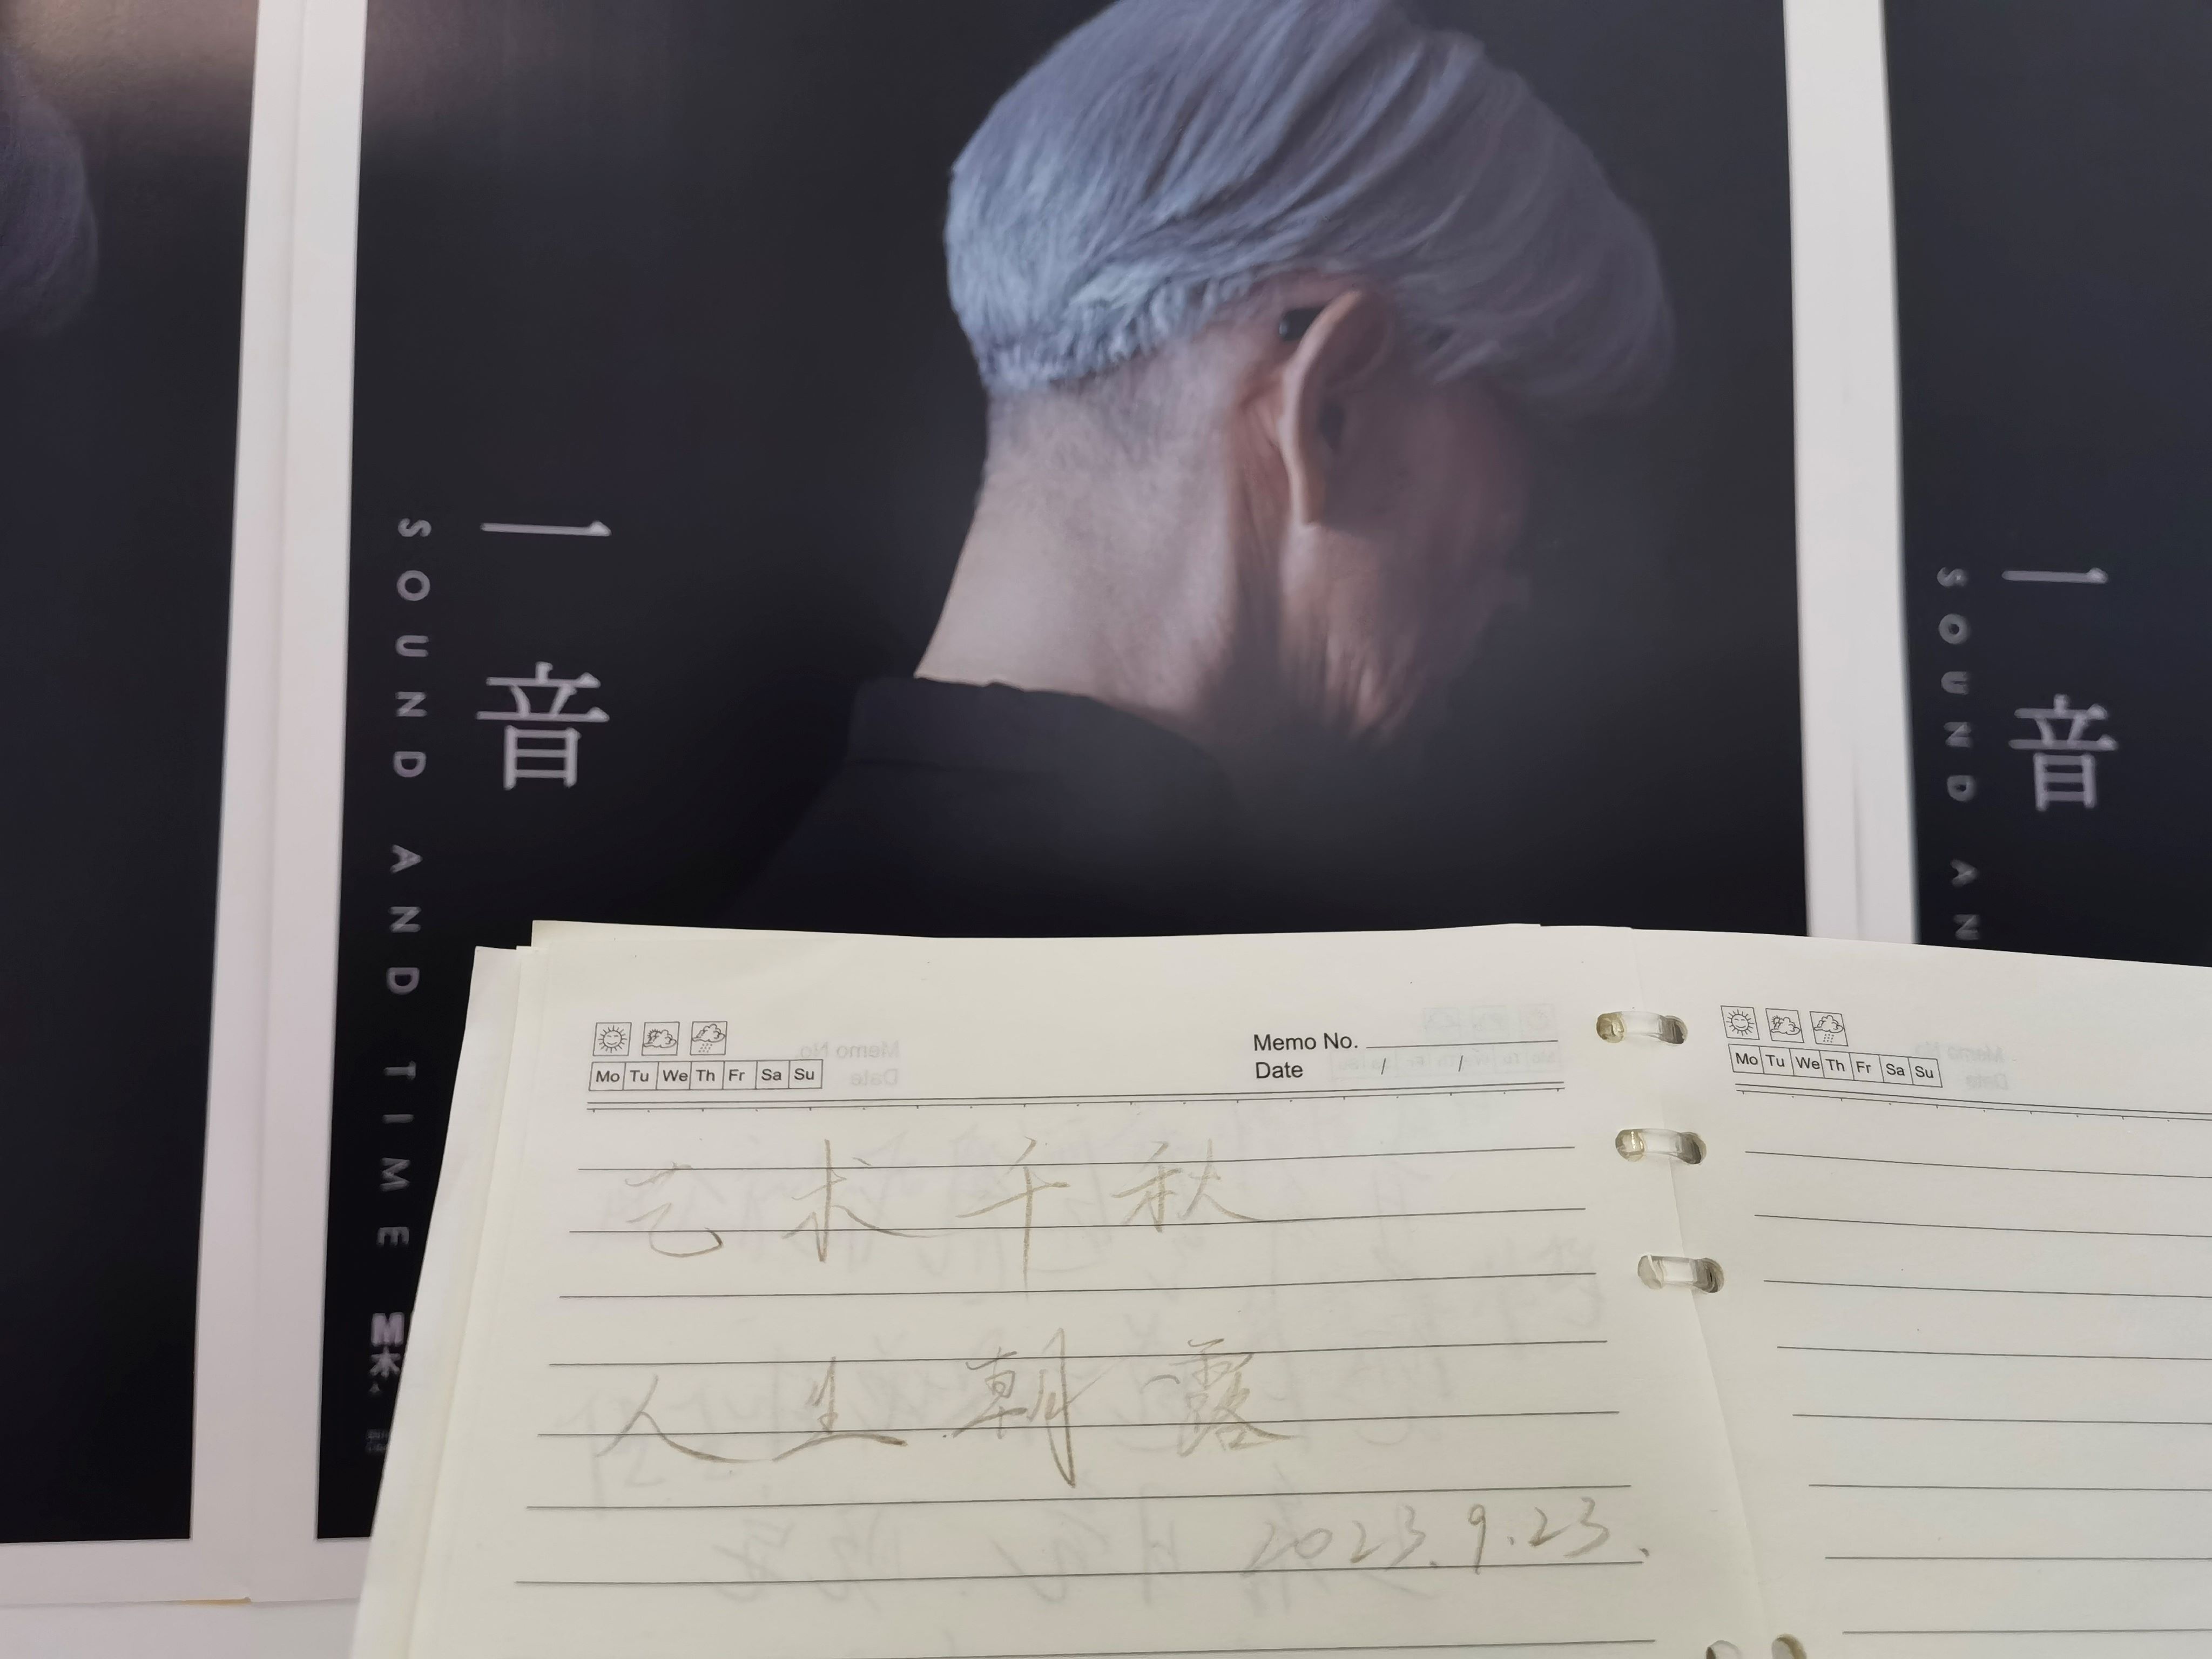 一音
SOUND AND TIME
M
木
一音
SOUND AN
Mo Tu We Th Fr Sa Su
Memo No.
Date / /
艺术千秋
人生朝露
2023.9.23.
Mo Tu We Th Fr Sa Su